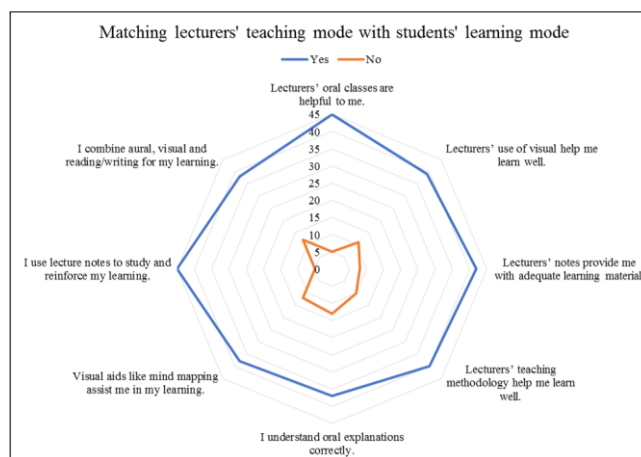 Matching lecturers' teaching mode with students' learning mode
Yes No
Lecturers' oral classes are
helpful to me.
45
40
35
30
25
20
15
10
5
0
Lecturers' use of visual help me
learn well.
Lecturers' notes provide me
with adequate learning material
Lecturers' teaching
methodology help me learn
well.
I understand oral explanations
correctly.
Visual aids like mind mapping
assist me in my learning.
I use lecture notes to study and
reinforce my learning.
I combine aural, visual and
reading/writing for my learning.